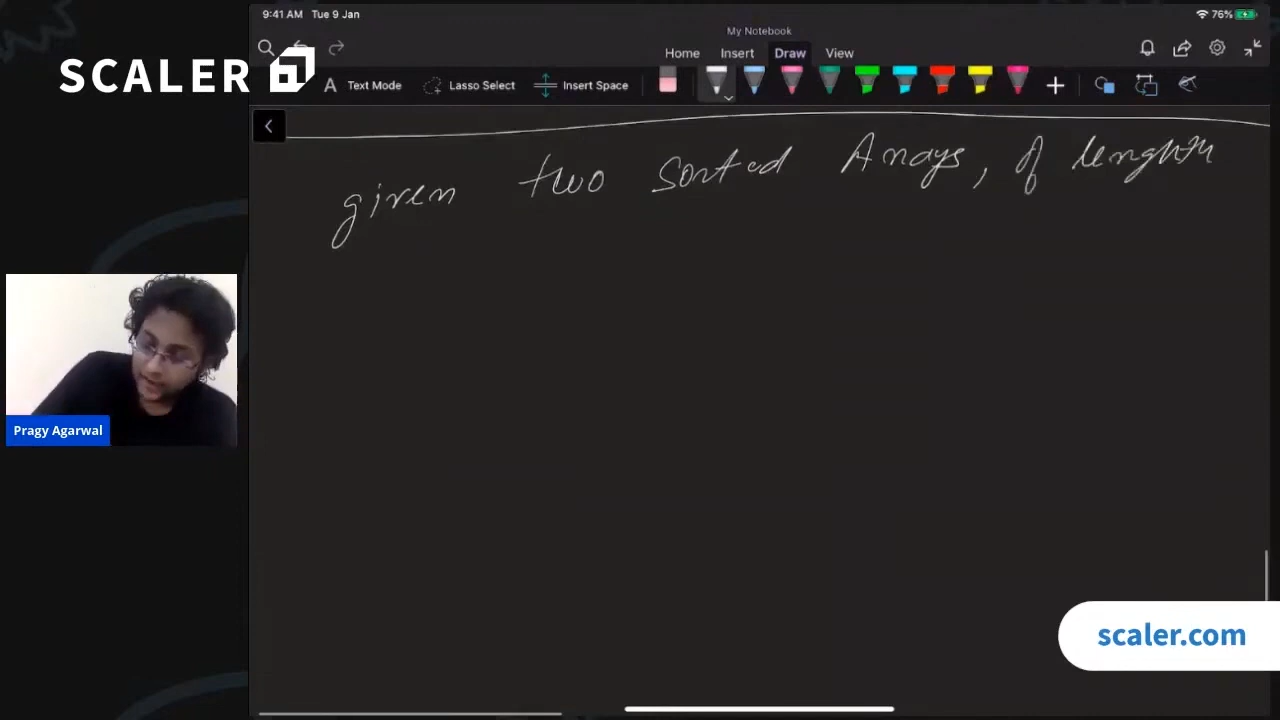 9:41 AM Tue 9 Jan
76%
My Notebook
Home Insert Draw View
SCALER
A Text Mode Lasso Select Insert Space
given two sorted Arrays, of lenghth
Pragy Agarwal
scaler.com